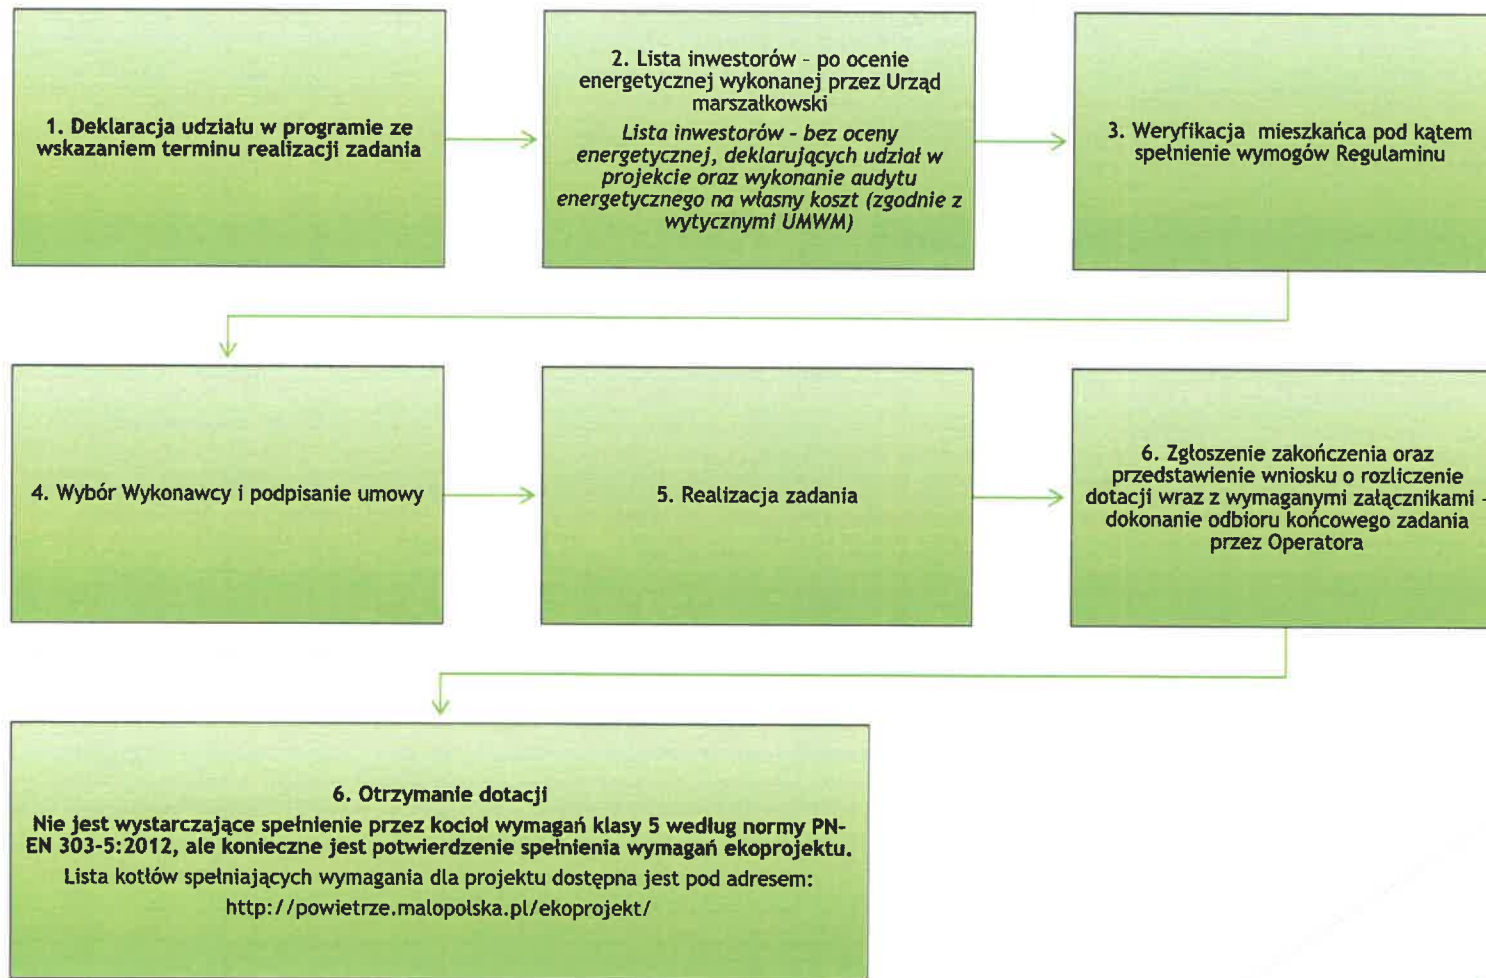 1. Deklaracja udziału w programie ze
wskazaniem terminu realizacji zadania
2. Lista inwestorów - po ocenie
energetycznej wykonanej przez Urząd
marszałkowski
Lista inwestorów - bez oceny
energetycznej, deklarujących udział w
projekcie oraz wykonanie audytu
energetycznego na własny koszt (zgodnie z
wytycznymi UMWM)
3. Weryfikacja mieszkańca pod kątem
spełnienie wymogów Regulaminu
4. Wybór Wykonawcy i podpisanie umowy
5. Realizacja zadania
6. Zgłoszenie zakończenia oraz
przedstawienie wniosku o rozliczenie
dotacji wraz z wymaganymi załącznikami -
dokonanie odbioru końcowego zadania
przez Operatora
6. Otrzymanie dotacji
Nie jest wystarczające spełnienie przez kocioł wymagań klasy 5 według normy PN-
EN 303-5:2012, ale konieczne jest potwierdzenie spełnienia wymagań ekoprojektu.
Lista kotłów spełniających wymagania dla projektu dostępna jest pod adresem:
http://powietrze.malopolska.pl/ekoprojekt/